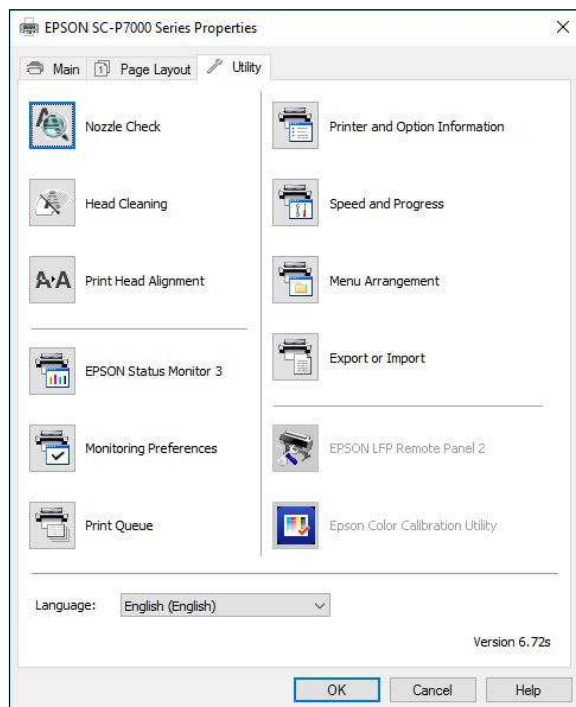 EPSON SC-P7000 Series Properties
Main
Page Layout
Utility
Nozzle Check
Head Cleaning
Print Head Alignment
EPSON Status Monitor 3
Monitoring Preferences
Print Queue
Printer and Option Information
Speed and Progress
Menu Arrangement
Export or Import
EPSON LFP Remote Panel 2
Epson Color Calibration Utility
Language: English (English)
Version 6.72s
OK Cancel Help